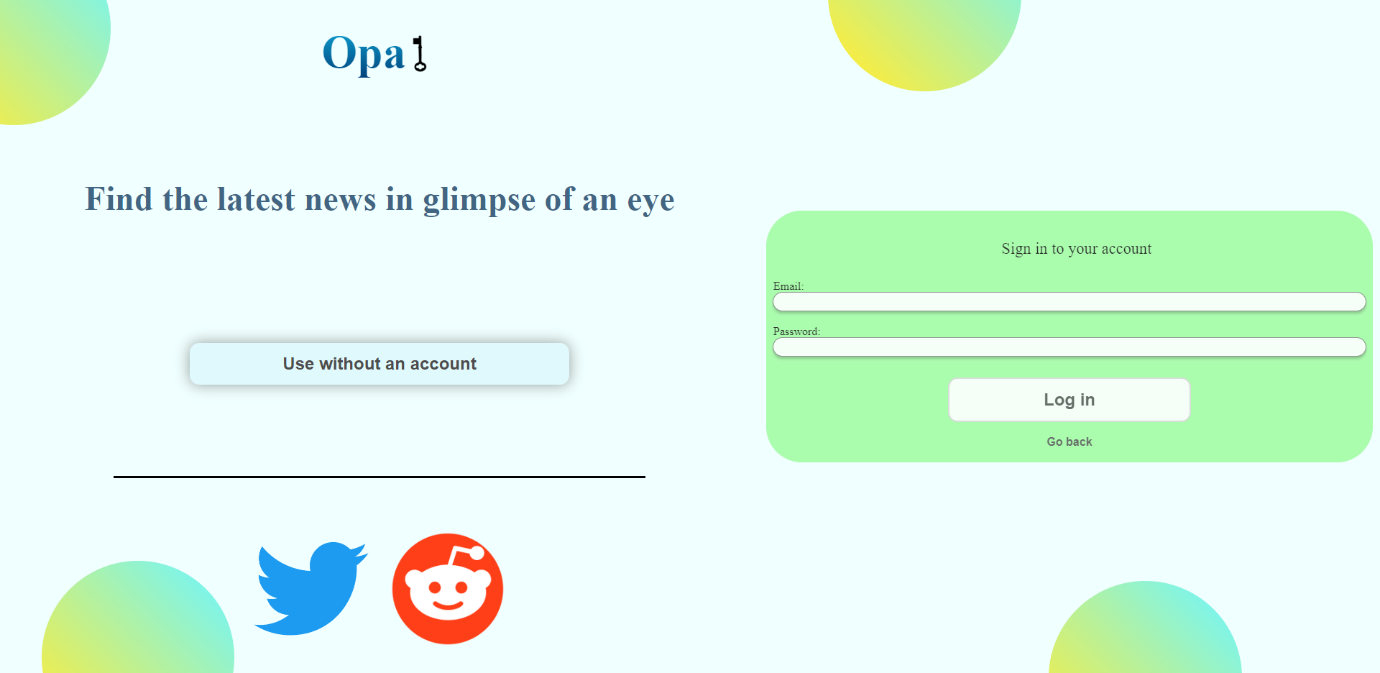 Opal
Find the latest news in glimpse of an eye
Use without an account
Sign in to your account
Email:
Password:
Log in
Go back